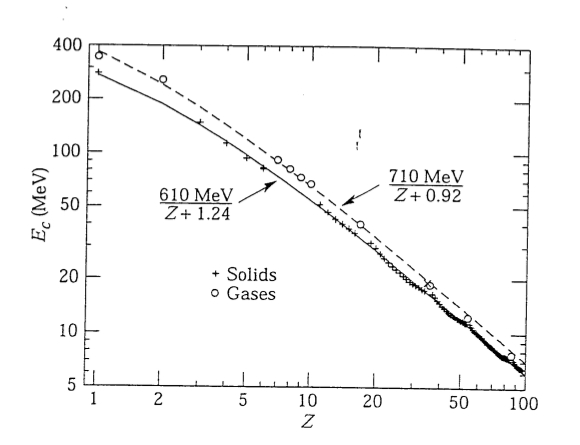 400
200
100
50
20
10
5
E_c (MeV)
710 MeV
Z + 0.92
610 MeV
Z + 1.24
+ Solids
o Gases
1 2 5 10 20 50 100
Z